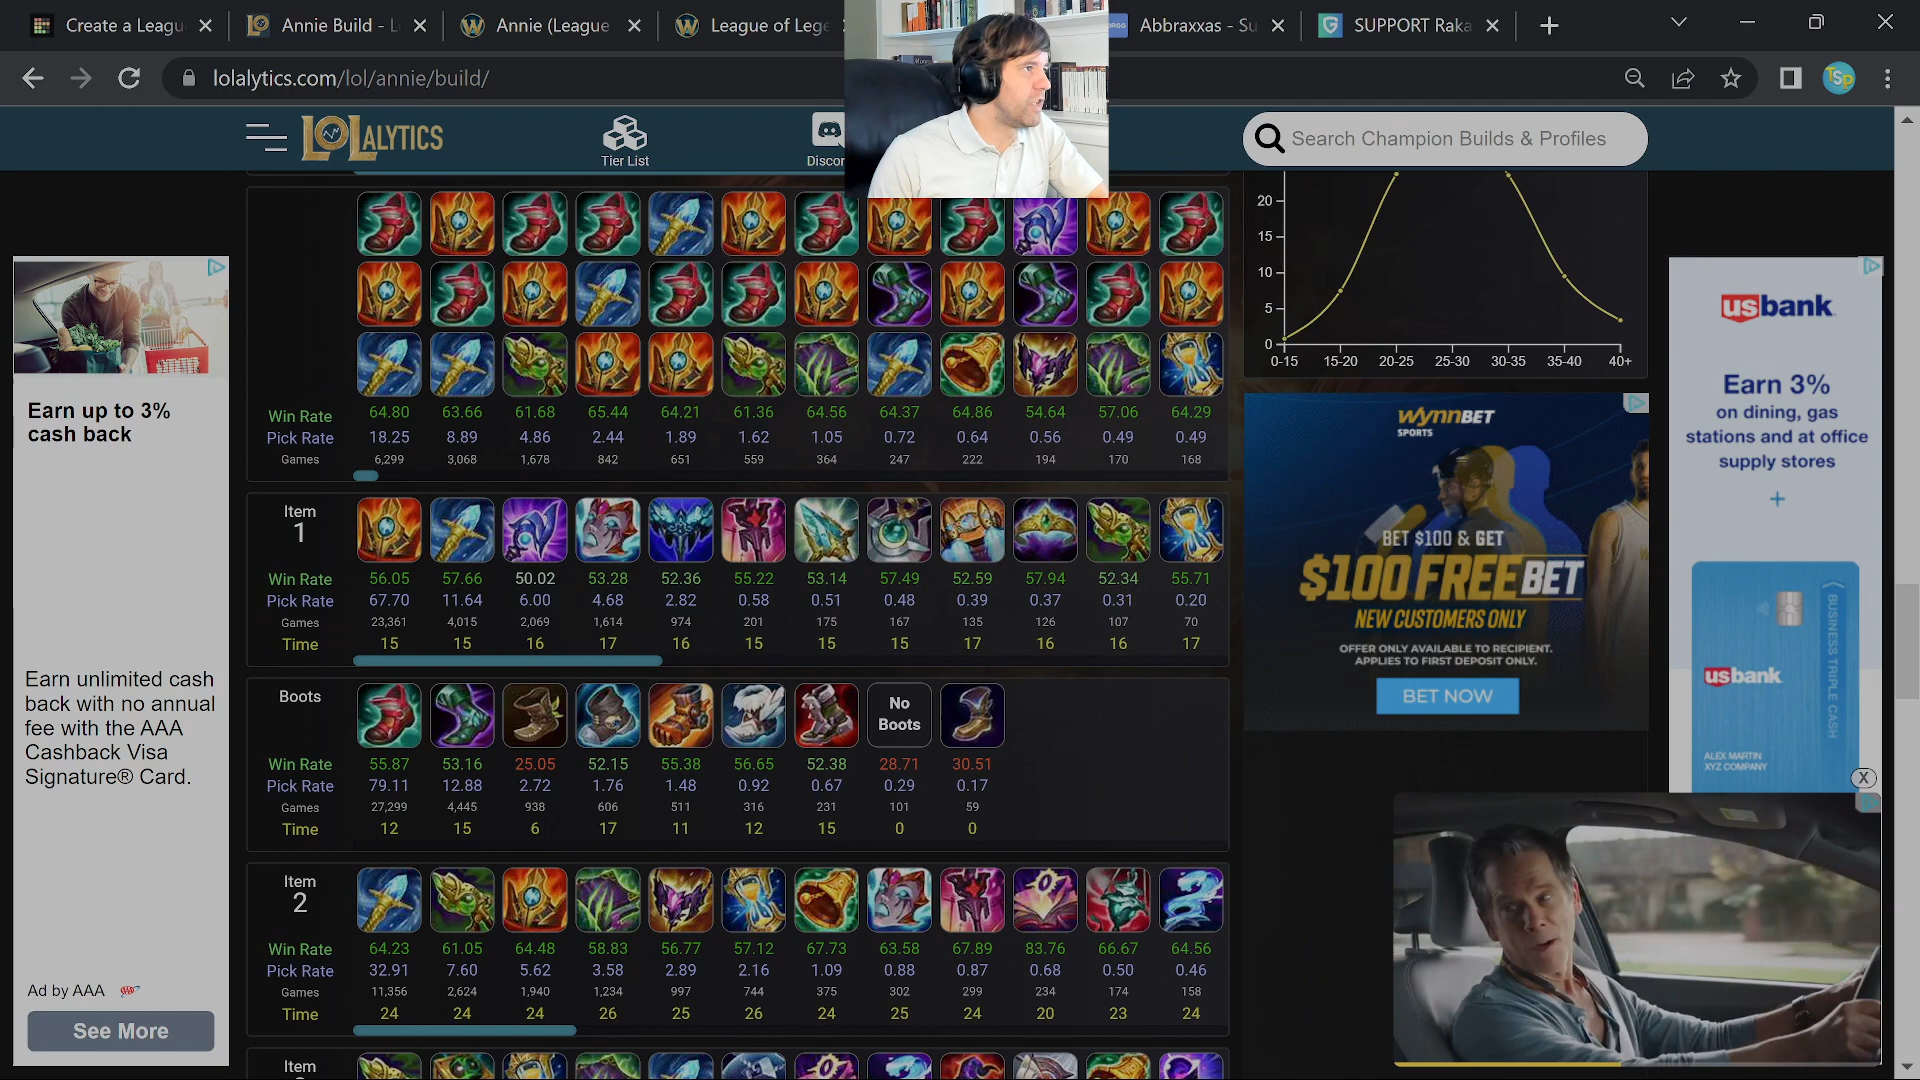 Create a Leagu
Annie Build - L
Annie (League
League of Lege
Abbraxxas - Su
SUPPORT Raka
lolalytics.com/lol/annie/build/
TSP
LOLALYTICS
Tier List
Discor
Search Champion Builds & Profiles
Win Rate 64.80 63.66 61.68 65.44 64.21 61.36 64.56 64.37 64.86 54.64 57.06 64.29
Pick Rate 18.25 8.89 4.86 2.44 1.89 1.62 1.05 0.72 0.64 0.56 0.49 0.49
Games 6,299 3,068 1,678 842 651 559 364 247 222 194 170 168
Item
1
Win Rate 56.05 57.66 50.02 53.28 52.36 55.22 53.14 57.49 52.59 57.94 52.34 55.71
Pick Rate 67.70 11.64 6.00 4.68 2.82 0.58 0.51 0.48 0.39 0.37 0.31 0.20
Games 23,361 4,015 2,069 1,614 974 201 175 167 135 126 107 70
Time 15 15 16 17 16 15 15 15 17 16 16 17
Boots
No
Boots
Win Rate 55.87 53.16 25.05 52.15 55.38 56.65 52.38 28.71 30.51
Pick Rate 79.11 12.88 2.72 1.76 1.48 0.92 0.67 0.29 0.17
Games 27,299 4,445 938 606 511 316 231 101 59
Time 12 15 6 17 11 12 15 0 0
Item
2
Win Rate 64.23 61.05 64.48 58.83 56.77 57.12 67.73 63.58 67.89 83.76 66.67 64.56
Pick Rate 32.91 7.60 5.62 3.58 2.89 2.16 1.09 0.88 0.87 0.68 0.50 0.46
Games 11,356 2,624 1,940 1,234 997 744 375 302 299 234 174 158
Time 24 24 24 26 25 26 24 25 24 20 23 24
Item
20
15
10
5
0
0-15 15-20 20-25 25-30 30-35 35-40 40+
Earn up to 3%
cash back
Earn unlimited cash
back with no annual
fee with the AAA
Cashback Visa
Signature® Card.
Ad by AAA
See More
WYNNBET
SPORTS
BET $100 & GET
$100 FREE BET
NEW CUSTOMERS ONLY
OFFER ONLY AVAILABLE TO RECIPIENT.
APPLIES TO FIRST DEPOSIT ONLY.
BET NOW
usbank
Earn 3%
on dining, gas
stations and at office
supply stores
+
usbank
BUSINESS TRIPLE CASH
ALEX MARTIN
XYZ COMPANY
X